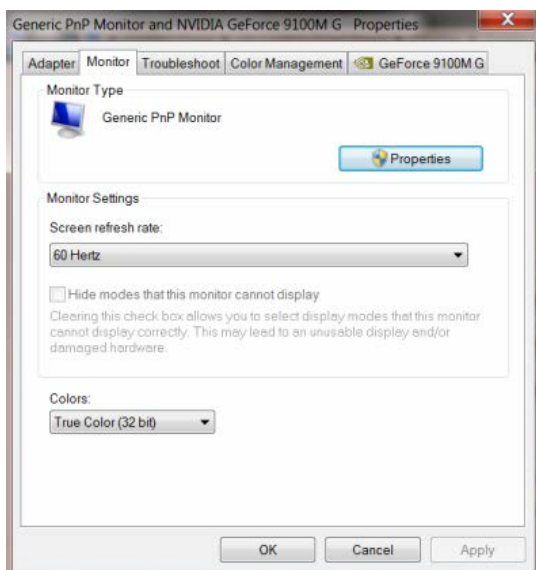 Generic PnP Monitor and NVIDIA GeForce 9100M G Properties
Adapter Monitor Troubleshoot Color Management GeForce 9100M G
Monitor Type
Generic PnP Monitor
Properties
Monitor Settings
Screen refresh rate:
60 Hertz
Hide modes that this monitor cannot display
Clearing this check box allows you to select display modes that this monitor
cannot display correctly. This may lead to an unusable display and/or
damaged hardware.
Colors:
True Color (32 bit)
OK Cancel Apply